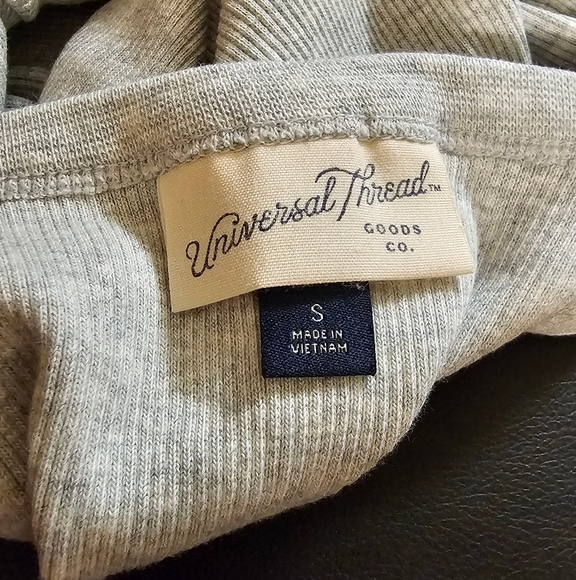 Universal Thread™
GOODS
CO.
S
MADE IN
VIETNAM